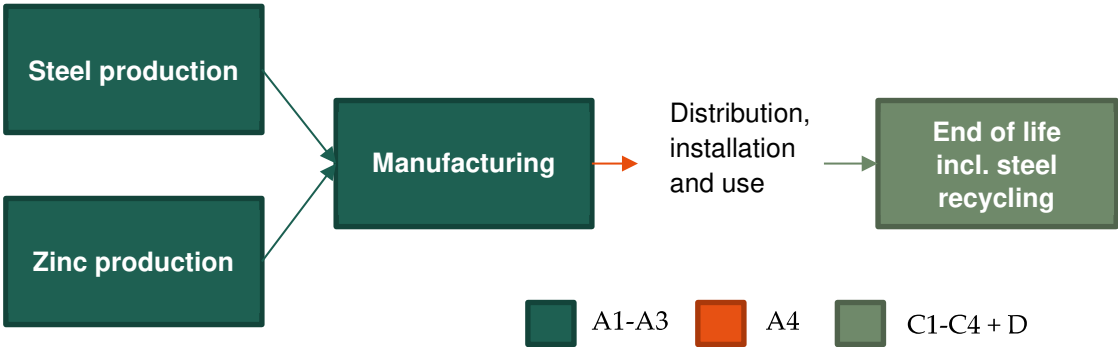 Steel production
Zinc production
Manufacturing
Distribution,
installation
and use
End of life
incl. steel
recycling
A1-A3
A4
C1-C4 + D